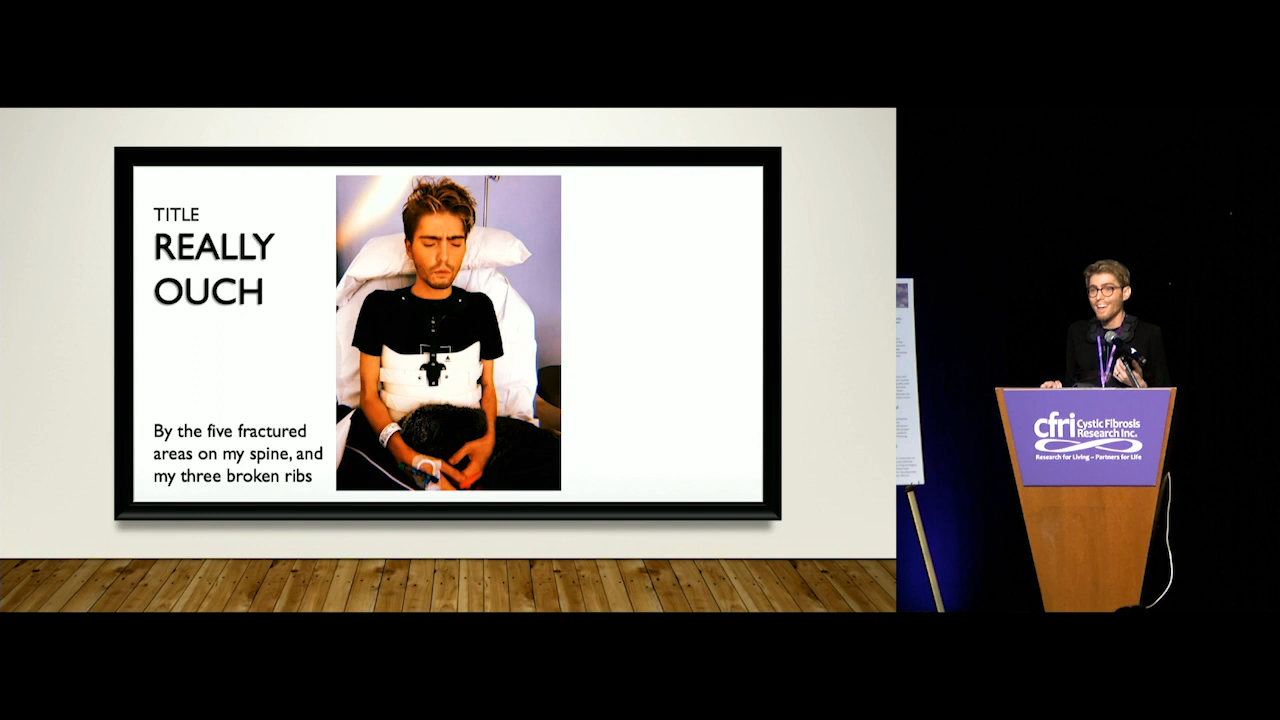 TITLE
REALLY
OUCH
By the five fractured
areas on my spine, and
my three broken ribs
cfri Cystic Fibrosis
Research Inc.
Research for Living – Partners for Life